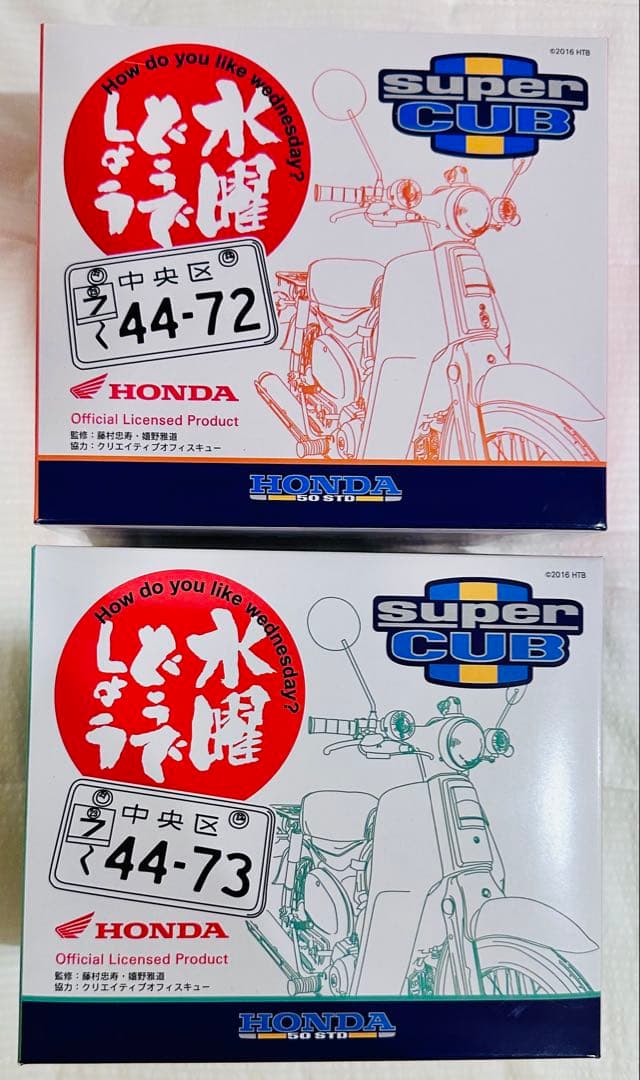 ©2016 HTB
How do you like wednesday?
水曜
どうで
しょう
super
CUB
中央区
44-72
HONDA
Official Licensed Product
監修：藤村忠寿・嬉野雅道
協力：クリエイティブオフィスキュー
HONDA
50 STD
©2016 HTB
How do you like wednesday?
水曜
どうで
しょう
super
CUB
中央区
44-73
HONDA
Official Licensed Product
監修：藤村忠寿・嬉野雅道
協力：クリエイティブオフィスキュー
HONDA
50 STD